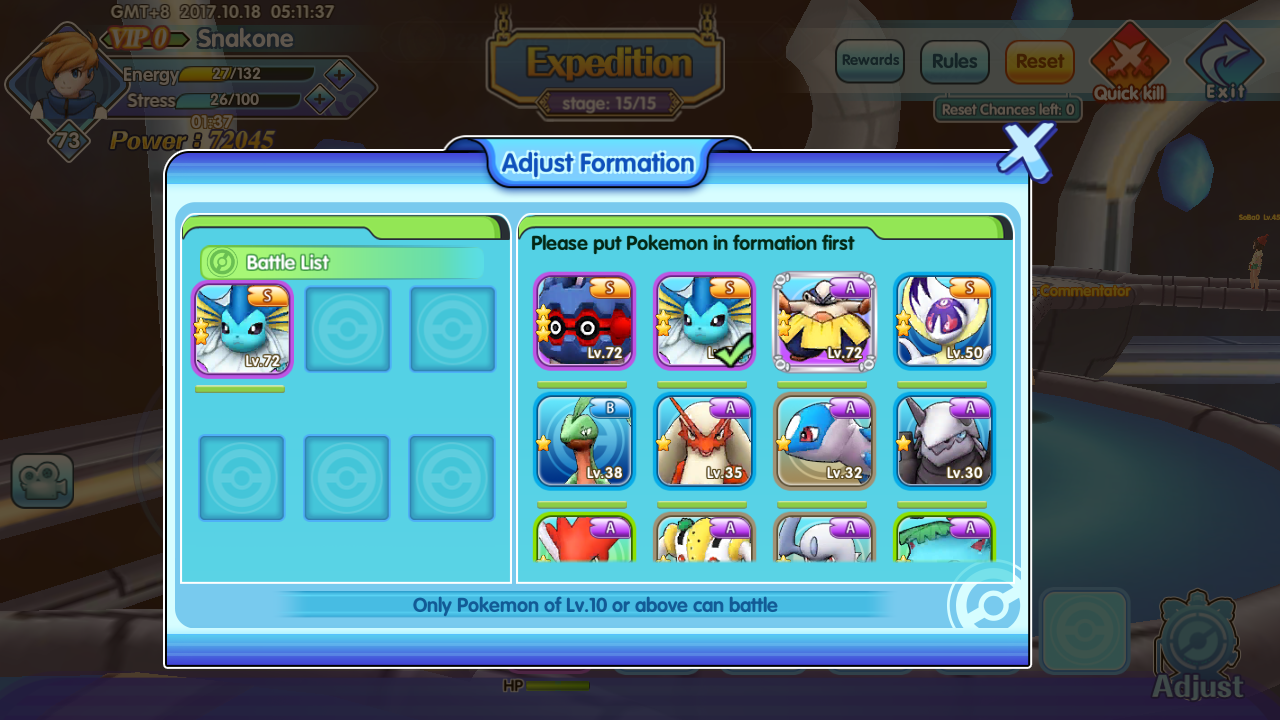 GMT+8 2017.10.18 05:11:37
VIP 0 Snakone
Energy 27/132
Stress 26/100
01:37
73
Power : 72045
Expedition
stage: 15/15
Rewards
Rules
Reset
Quick kill
Exit
Reset Chances left: 0
Adjust Formation
Battle List
S
Lv.72
Please put Pokemon in formation first
S
Lv.72
S
A
Lv.72
S
Lv.50
B
Lv.38
A
Lv.35
A
Lv.32
A
Lv.30
A
A
A
A
Only Pokemon of Lv.10 or above can battle
Commentator
HP
Adjust